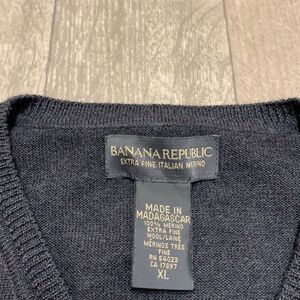 BANANA REPUBLIC
EXTRA FINE ITALIAN MERINO
MADE IN
MADAGASCAR
100% MERINO
EXTRA FINE
WOOL/LAINE
MÉRINOS TRÈS
FINE
RN 54023
CA 17897
XL